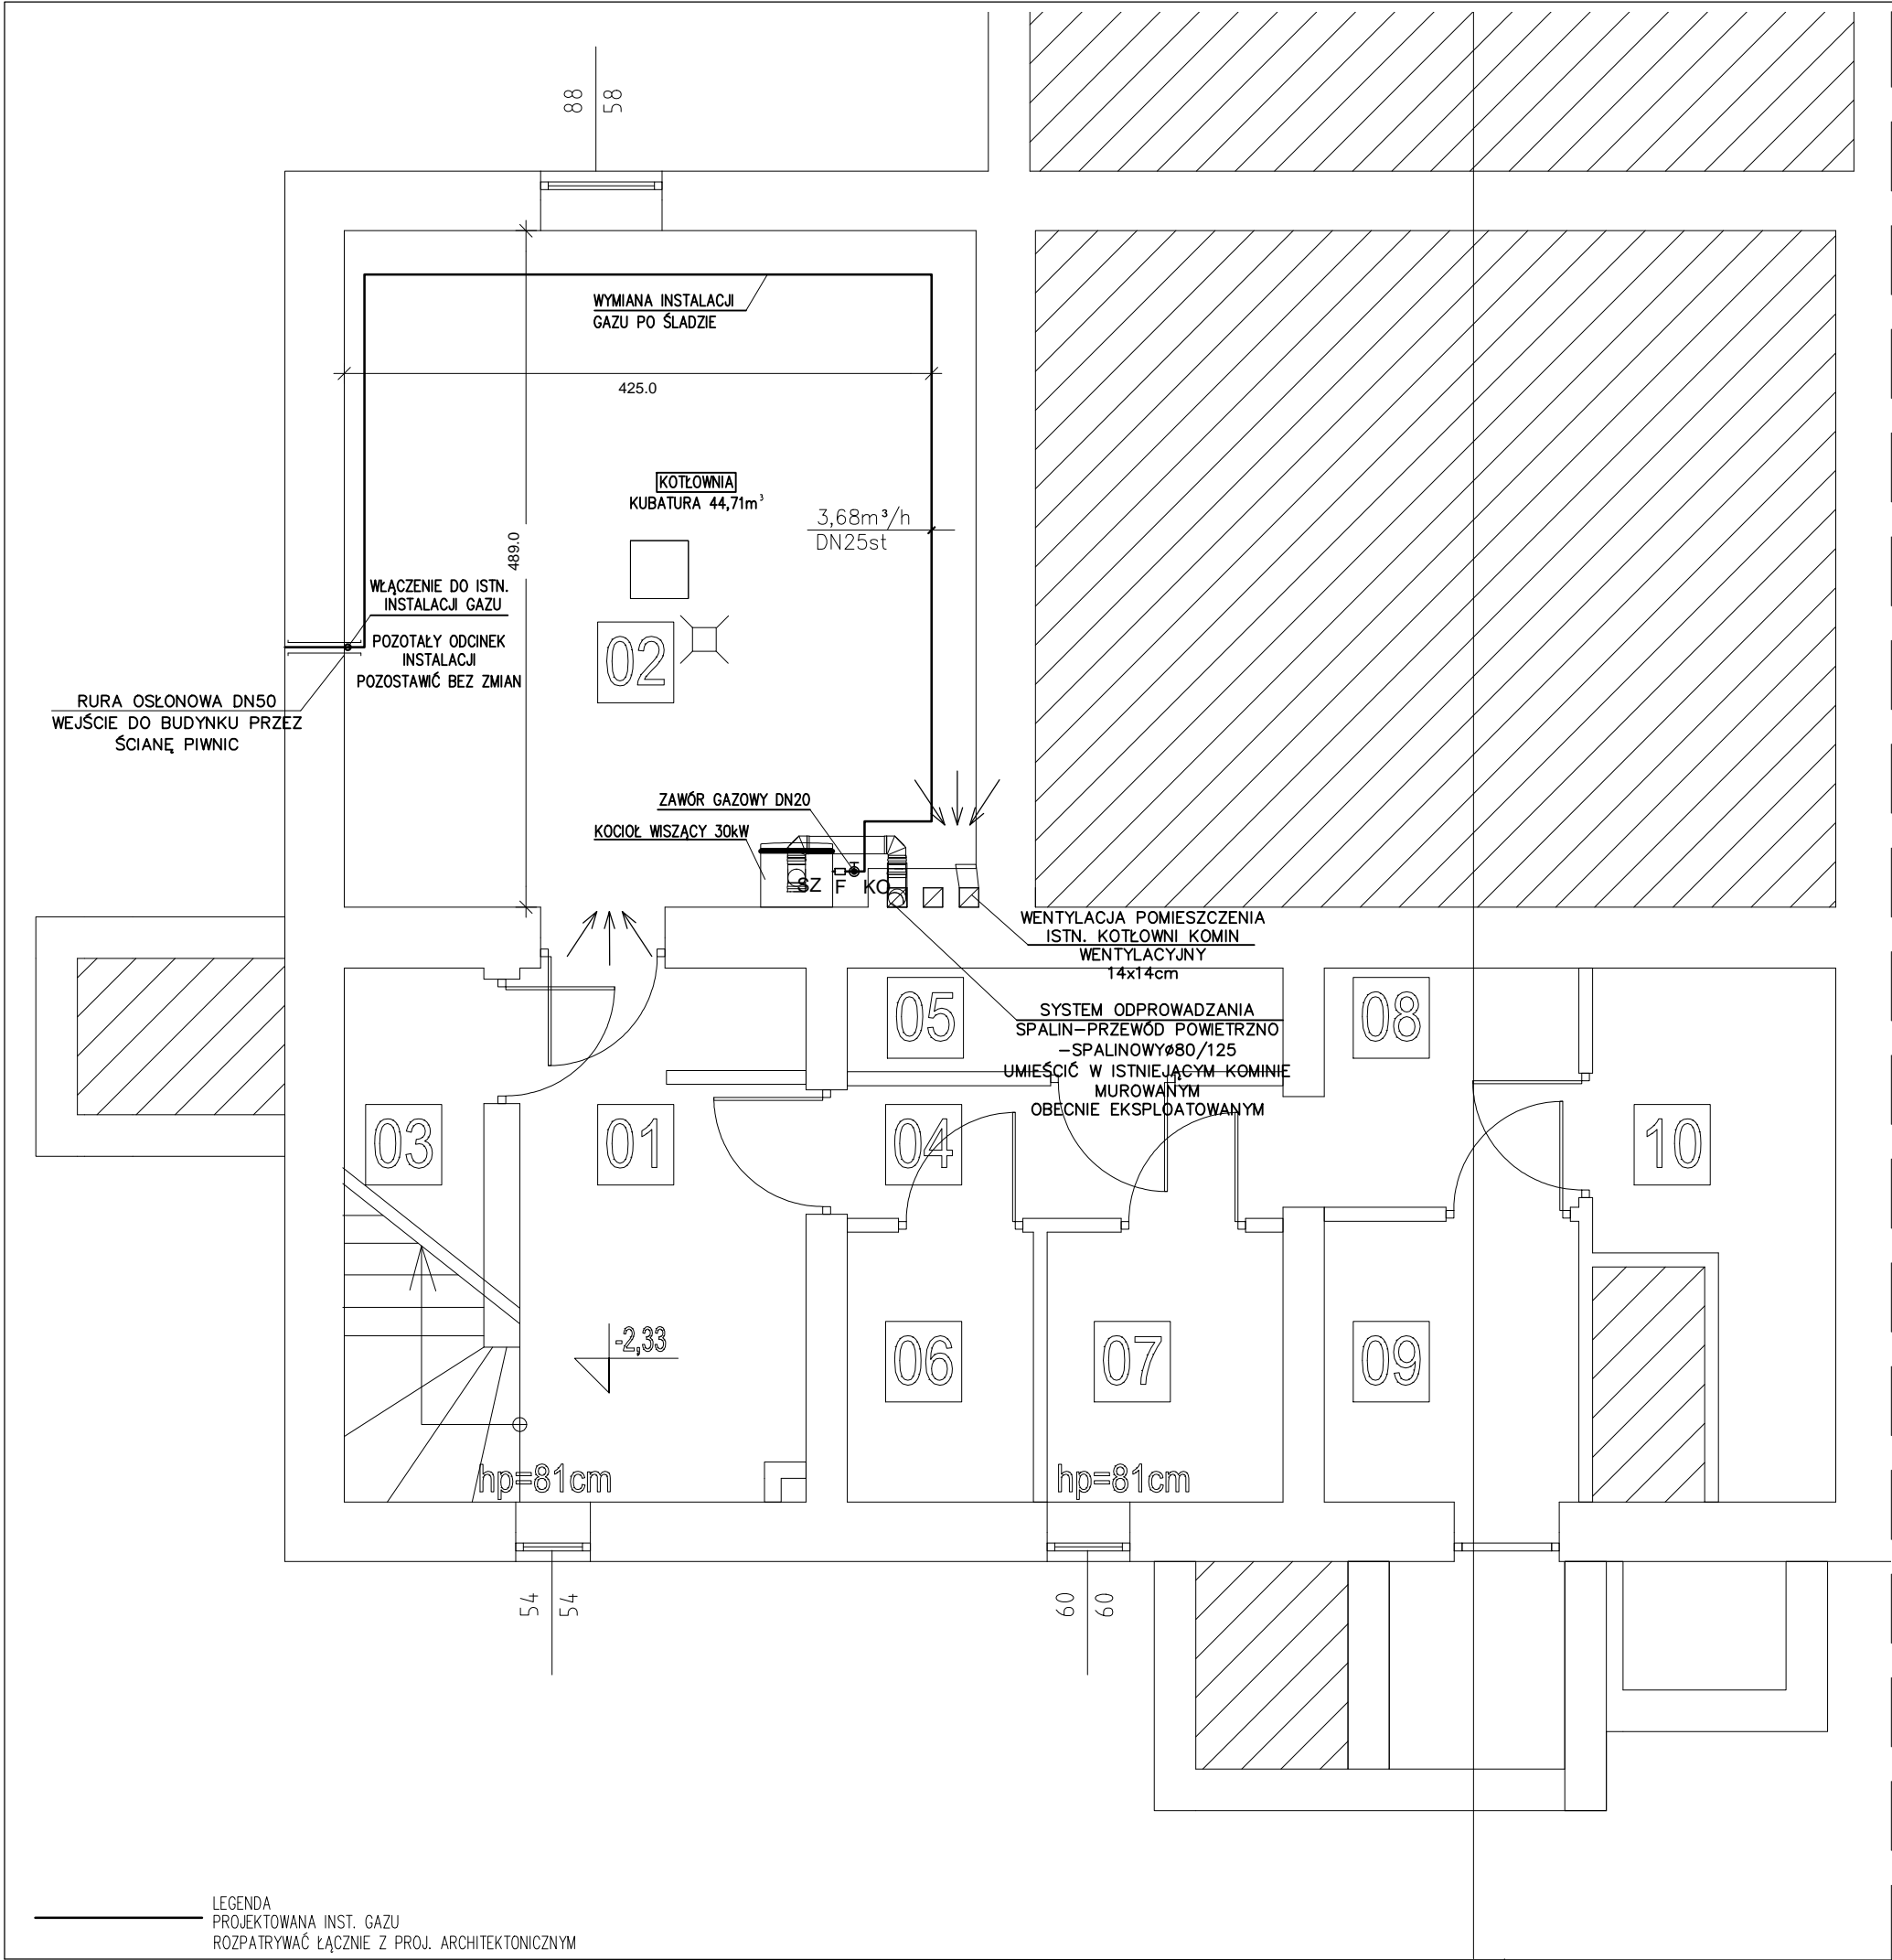 88
58
WYMIANA INSTALACJI
GAZU PO ŚLADZIE
425.0
KOTŁOWNIA
KUBATURA 44,71m³
3,68m³/h
DN25st
489.0
WŁĄCZENIE DO ISTN.
INSTALACJI GAZU
POZOTAŁY ODCINEK
INSTALACJI
POZOSTAWIĆ BEZ ZMIAN
02
RURA OSŁONOWA DN50
WEJŚCIE DO BUDYNKU PRZEZ
ŚCIANĘ PIWNIC
ZAWÓR GAZOWY DN20
KOCIOŁ WISZĄCY 30kW
SZ F KO
WENTYLACJA POMIESZCZENIA
ISTN. KOTŁOWNI KOMIN
WENTYLACYJNY
14x14cm
SYSTEM ODPROWADZANIA
SPALIN-PRZEWÓD POWIETRZNO
-SPALINOWYø80/125
UMIEŚCIĆ W ISTNIEJĄCYM KOMINIE
MUROWANYM
OBECNIE EKSPLOATOWANYM
05
08
03
01
04
10
-2,33
06
07
09
hp=81cm
hp=81cm
54
54
60
60
LEGENDA
PROJEKTOWANA INST. GAZU
ROZPATRYWAĆ ŁĄCZNIE Z PROJ. ARCHITEKTONICZNYM